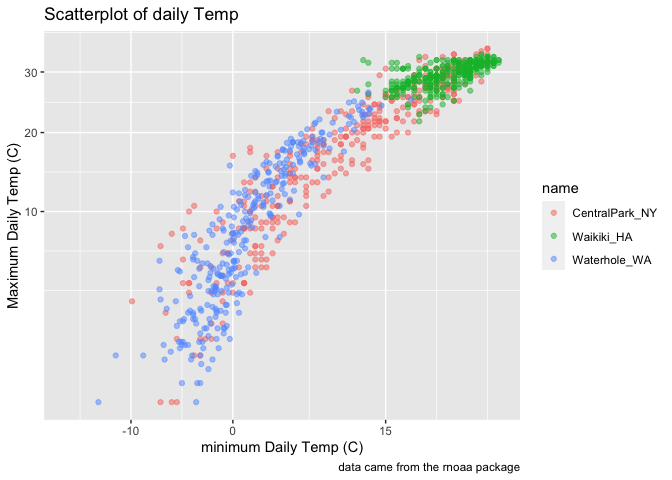 Scatterplot of daily Temp
Maximum Daily Temp (C)
30
20
10
-10
0
15
minimum Daily Temp (C)
name
CentralPark_NY
Waikiki_HA
Waterhole_WA
data came from the rnoaa package